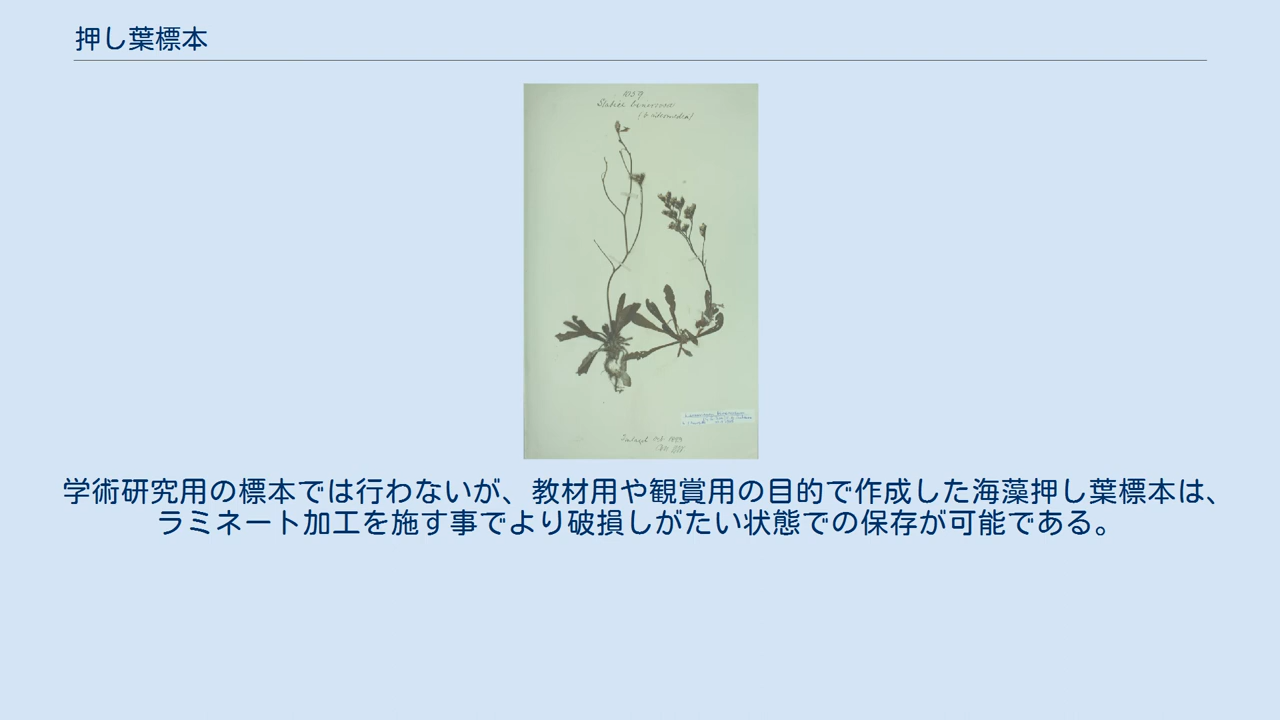 押し葉標本
1039
学術研究用の標本では行わないが、教材用や観賞用の目的で作成した海藻押し葉標本は、
ラミネート加工を施す事でより破損しがたい状態での保存が可能である。